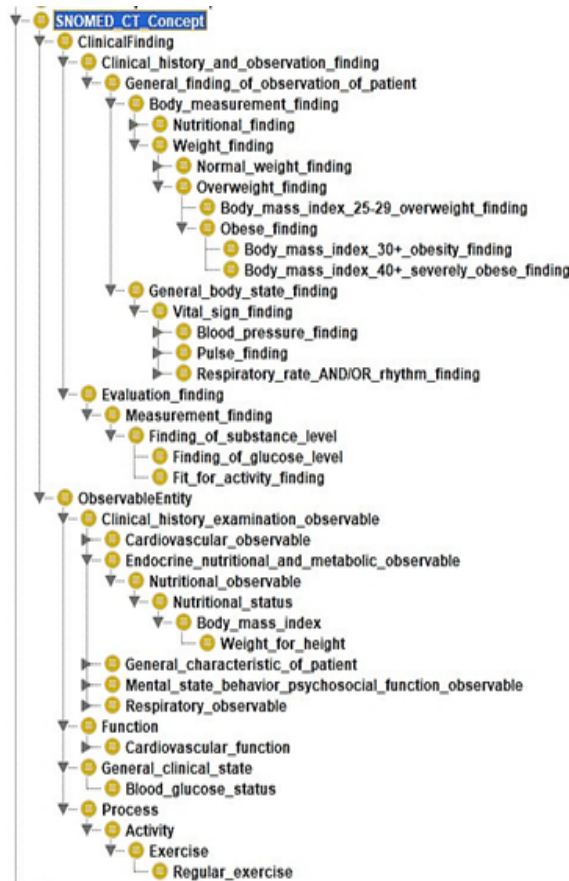 SNOMED_CT_Concept
ClinicalFinding
Clinical_history_and_observation_finding
General_finding_of_observation_of_patient
Body_measurement_finding
Nutritional_finding
Weight_finding
Normal_weight_finding
Overweight_finding
Body_mass_index_25-29_overweight_finding
Obese_finding
Body_mass_index_30+_obesity_finding
Body_mass_index_40+_severely_obese_finding
General_body_state_finding
Vital_sign_finding
Blood_pressure_finding
Pulse_finding
Respiratory_rate_AND/OR_rhythm_finding
Evaluation_finding
Measurement_finding
Finding_of_substance_level
Finding_of_glucose_level
Fit_for_activity_finding
ObservableEntity
Clinical_history_examination_observable
Cardiovascular_observable
Endocrine_nutritional_and_metabolic_observable
Nutritional_observable
Nutritional_status
Body_mass_index
Weight_for_height
General_characteristic_of_patient
Mental_state_behavior_psychosocial_function_observable
Respiratory_observable
Function
Cardiovascular_function
General_clinical_state
Blood_glucose_status
Process
Activity
Exercise
Regular_exercise